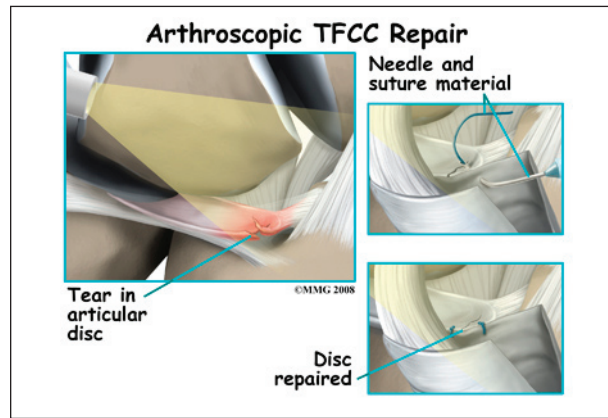 Arthroscopic TFCC Repair
Needle and
suture material
©MMG 2008
Tear in
articular
disc
Disc
repaired